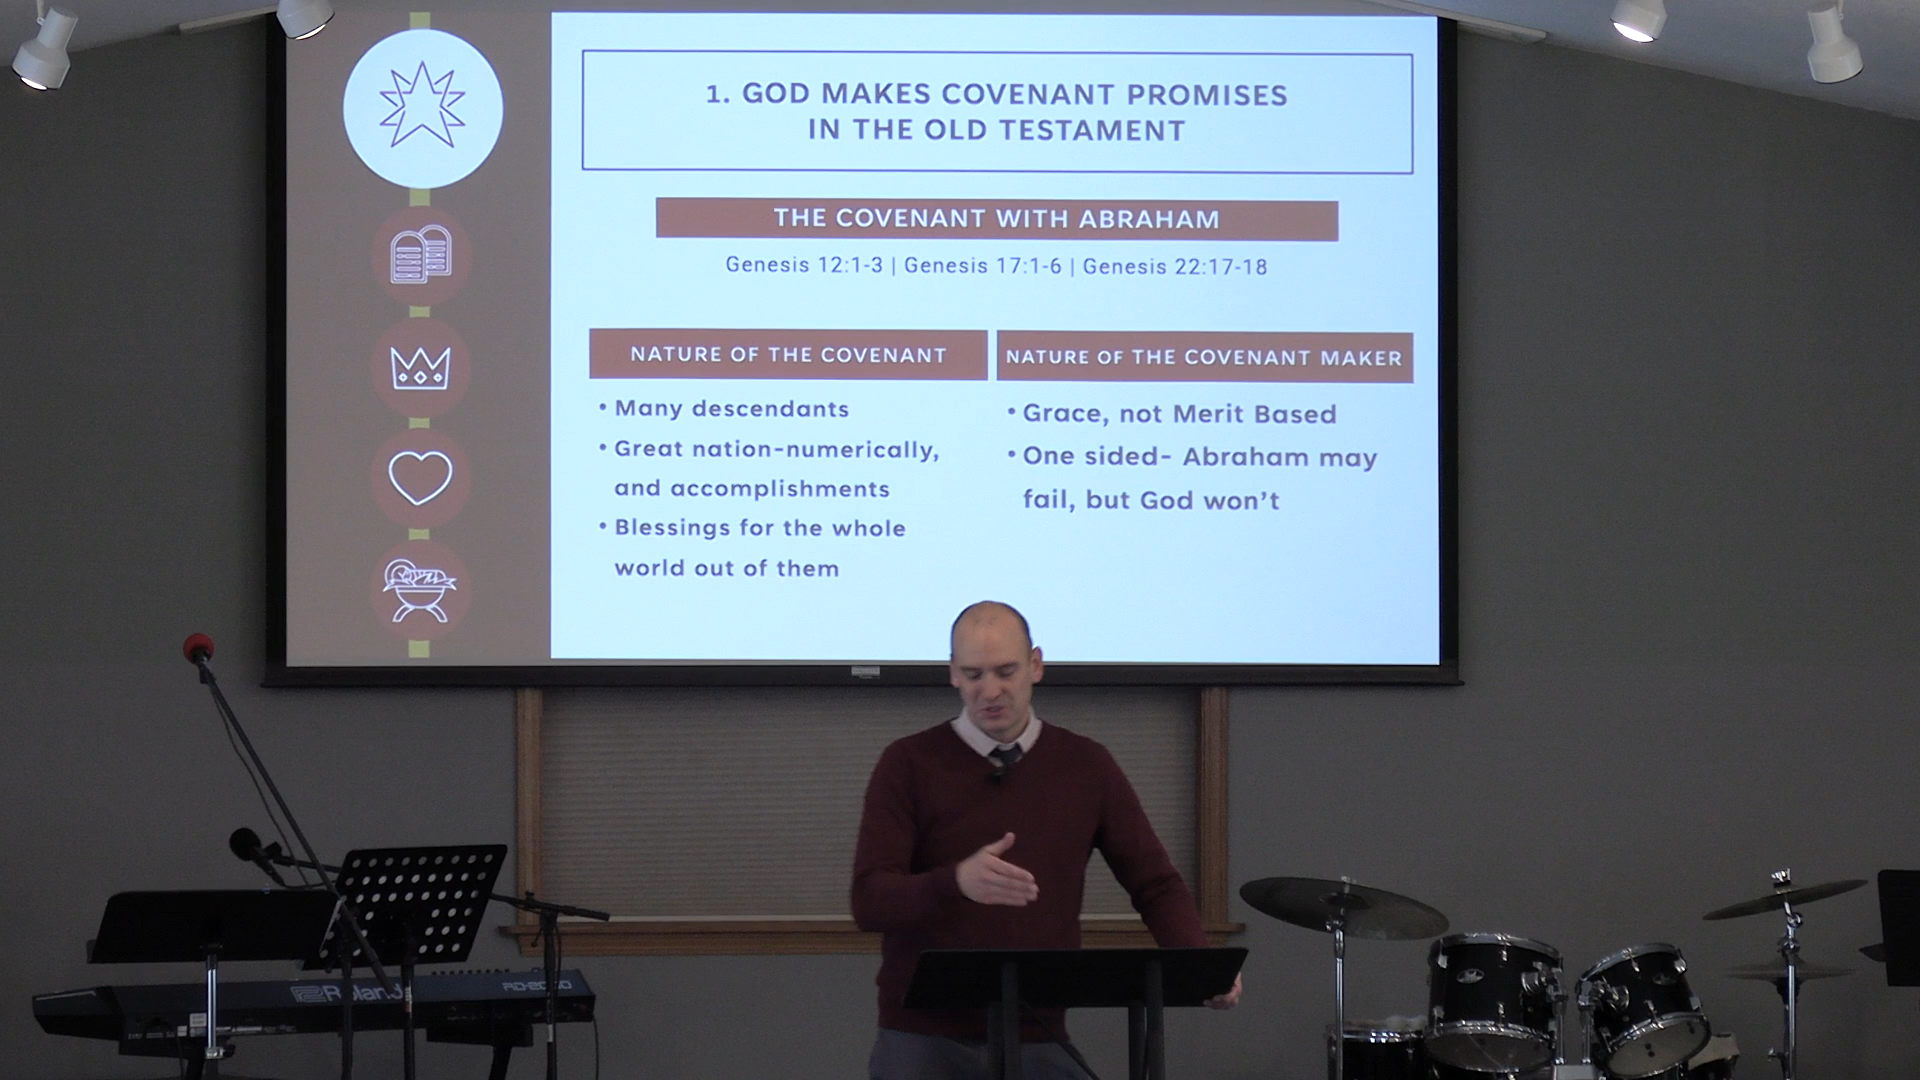 1. GOD MAKES COVENANT PROMISES
IN THE OLD TESTAMENT
THE COVENANT WITH ABRAHAM
Genesis 12:1-3 | Genesis 17:1-6 | Genesis 22:17-18
NATURE OF THE COVENANT
• Many descendants
• Great nation-numerically,
and accomplishments
• Blessings for the whole
world out of them
NATURE OF THE COVENANT MAKER
• Grace, not Merit Based
• One sided- Abraham may
fail, but God won't
Roland
RD-2000